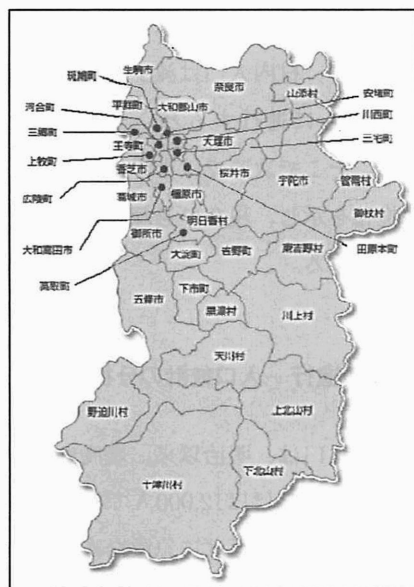 斑鳩町
生駒市
奈良市
安堵町
河合町
平群町
大和郡山市
山添村
川西町
三郷町
王寺町
天理市
三宅町
上牧町
香芝市
桜井市
宇陀市
曽爾村
広陵町
葛城市
橿原市
御杖村
明日香村
大和高田市
御所市
田原本町
吉野町
東吉野村
高取町
大淀町
五條市
下市町
黒滝村
川上村
天川村
野迫川村
上北山村
十津川村
下北山村